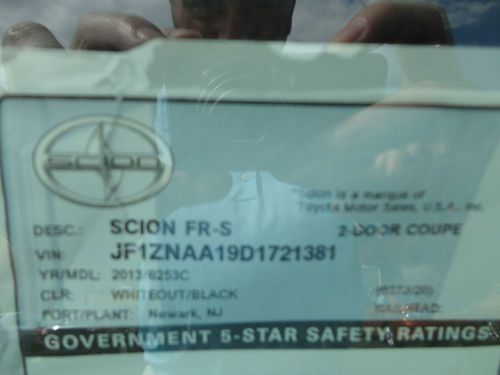 SCION
*Scion is a marque of
Toyota Motor Sales, U.S.A., Inc.
DESC.: SCION FR-S 2-DOOR COUPE
VIN: JF1ZNAA19D1721381
YR/MDL: 2013/6253C
CLR: WHITEOUT/BLACK
PORT/PLANT: Newark, NJ
GOVERNMENT 5-STAR SAFETY RATINGS